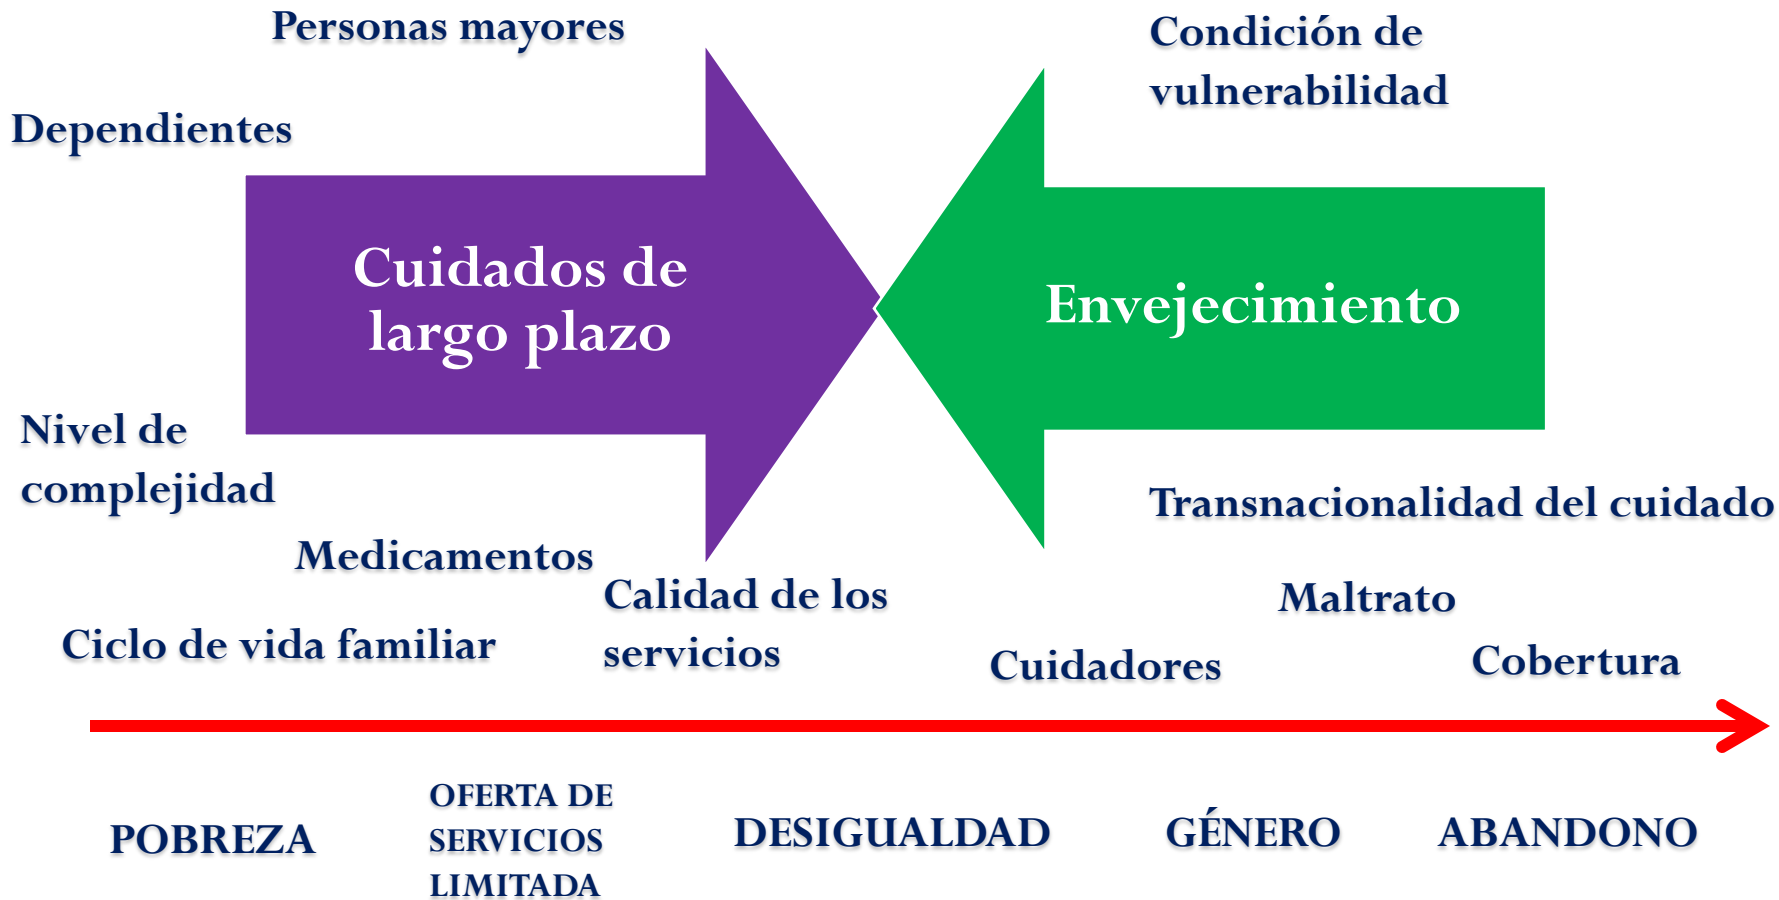 Personas mayores
Condición de
vulnerabilidad
Dependientes
Cuidados de
largo plazo
Envejecimiento
Nivel de
complejidad
Transnacionalidad del cuidado
Medicamentos
Calidad de los
servicios
Maltrato
Ciclo de vida familiar
Cuidadores
Cobertura
POBREZA
OFERTA DE
SERVICIOS
LIMITADA
DESIGUALDAD
GÉNERO
ABANDONO